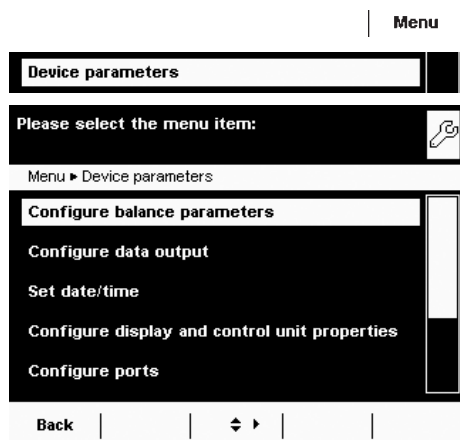 Menu
Device parameters
Please select the menu item:
Menu ▸ Device parameters
Configure balance parameters
Configure data output
Set date/time
Configure display and control unit properties
Configure ports
Back